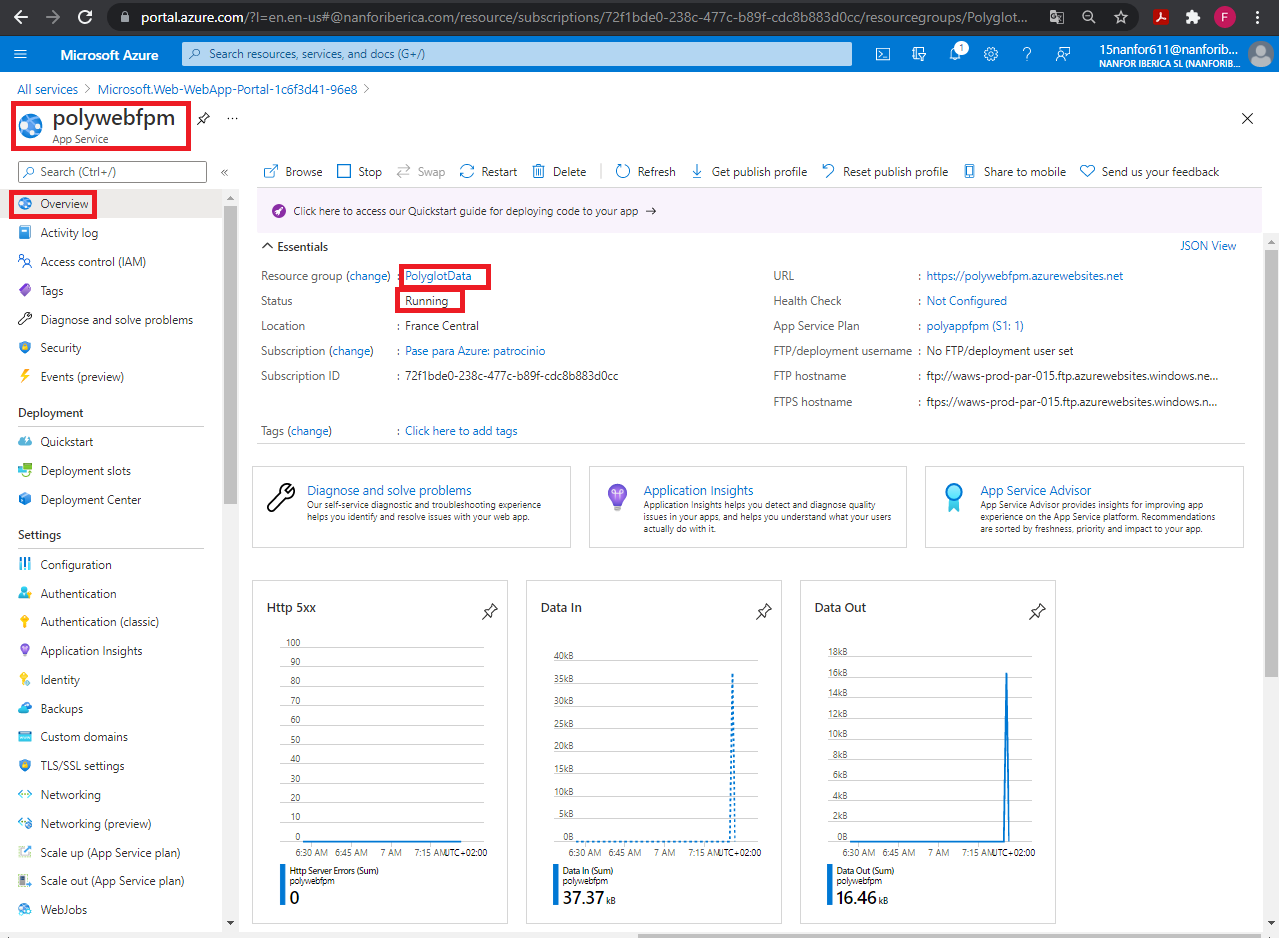 portal.azure.com/?l=en.en-us#@nanforiberica.com/resource/subscriptions/72f1bde0-238c-477c-b89f-cdc8b883d0cc/resourcegroups/Polyglot...
F
Microsoft Azure
Search resources, services, and docs (G+/)
1
15nanfor611@nanforib...
NANFOR IBERICA SL (NANFORIB...
All services > Microsoft.Web-WebApp-Portal-1c6f3d41-96e8 >
polywebfpm
...
App Service
Search (Ctrl+/)
«
Browse Stop Swap Restart Delete Refresh Get publish profile Reset publish profile Share to mobile Send us your feedback
Overview
Activity log
Access control (IAM)
Tags
Diagnose and solve problems
Security
Events (preview)
Deployment
Quickstart
Deployment slots
Deployment Center
Settings
Configuration
Authentication
Authentication (classic)
Application Insights
Identity
Backups
Custom domains
TLS/SSL settings
Networking
Networking (preview)
Scale up (App Service plan)
Scale out (App Service plan)
WebJobs
Click here to access our Quickstart guide for deploying code to your app →
Essentials
JSON View
Resource group (change) : PolyglotData
Status : Running
Location : France Central
Subscription (change) : Pase para Azure: patrocinio
Subscription ID : 72f1bde0-238c-477c-b89f-cdc8b883d0cc
URL : https://polywebfpm.azurewebsites.net
Health Check : Not Configured
App Service Plan : polyappfpm (S1: 1)
FTP/deployment username : No FTP/deployment user set
FTP hostname : ftp://waws-prod-par-015.ftp.azurewebsites.windows.ne...
FTPS hostname : ftps://waws-prod-par-015.ftp.azurewebsites.windows.n...
Tags (change) : Click here to add tags
Diagnose and solve problems
Our self-service diagnostic and troubleshooting experience
helps you identify and resolve issues with your web app.
Application Insights
Application Insights helps you detect and diagnose quality
issues in your apps, and helps you understand what your users
actually do with it.
App Service Advisor
App Service Advisor provides insights for improving app
experience on the App Service platform. Recommendations
are sorted by freshness, priority and impact to your app.
Http 5xx
100
90
80
70
60
50
40
30
20
10
0
6:30 AM 6:45 AM 7 AM 7:15 AM UTC+02:00
Http Server Errors (Sum)
polywebfpm
0
Data In
40kB
35kB
30kB
25kB
20kB
15kB
10kB
5kB
0B
6:30 AM 6:45 AM 7 AM 7:15 AM UTC+02:00
Data In (Sum)
polywebfpm
37.37 kB
Data Out
18kB
16kB
14kB
12kB
10kB
8kB
6kB
4kB
2kB
0B
6:30 AM 6:45 AM 7 AM 7:15 AM UTC+02:00
Data Out (Sum)
polywebfpm
16.46 kB